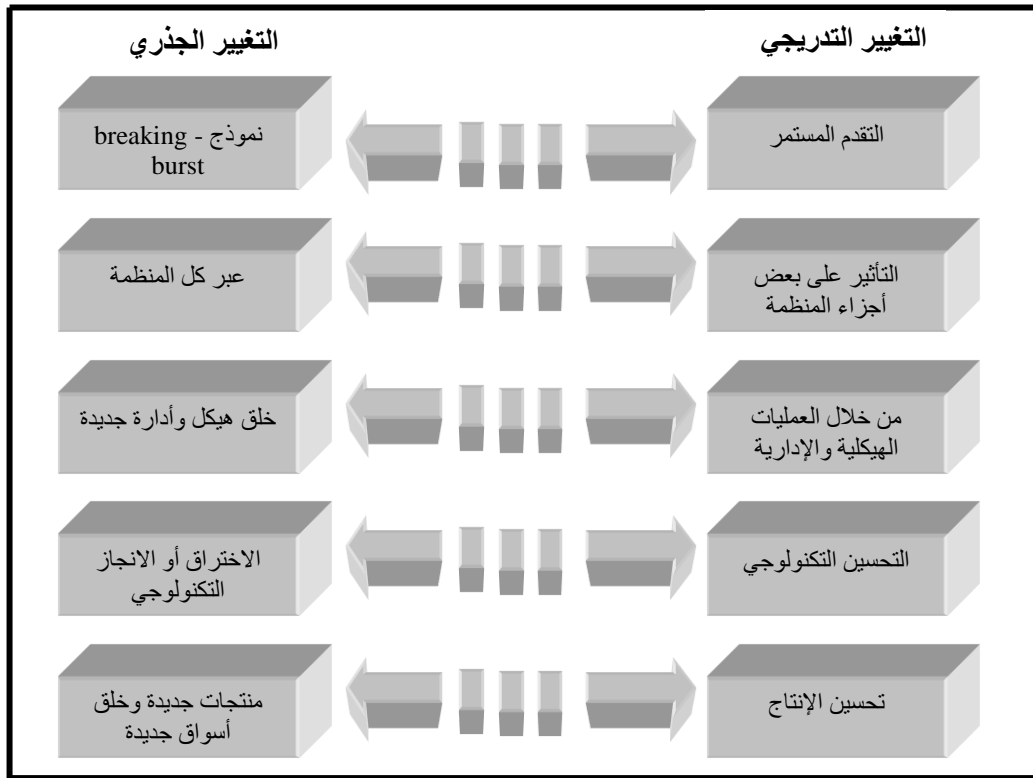 التغيير التدريجي
التغيير الجذري
التقدم المستمر
نموذج - breaking
burst
التأثير على بعض
أجزاء المنظمة
عبر كل المنظمة
من خلال العمليات
الهيكلية والإدارية
خلق هيكل وأدارة جديدة
التحسين التكنولوجي
الاختراق أو الانجاز
التكنولوجي
تحسين الإنتاج
منتجات جديدة وخلق
أسواق جديدة